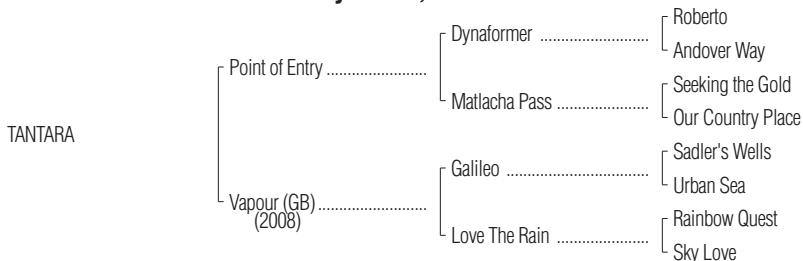 Roberto
Dynaformer ....................
Andover Way
Point of Entry ........................
Seeking the Gold
Matlacha Pass .................
Our Country Place
TANTARA
Sadler's Wells
Galileo ..........................
Urban Sea
Vapour (GB)..........................
(2008)
Rainbow Quest
Love The Rain .................
Sky Love